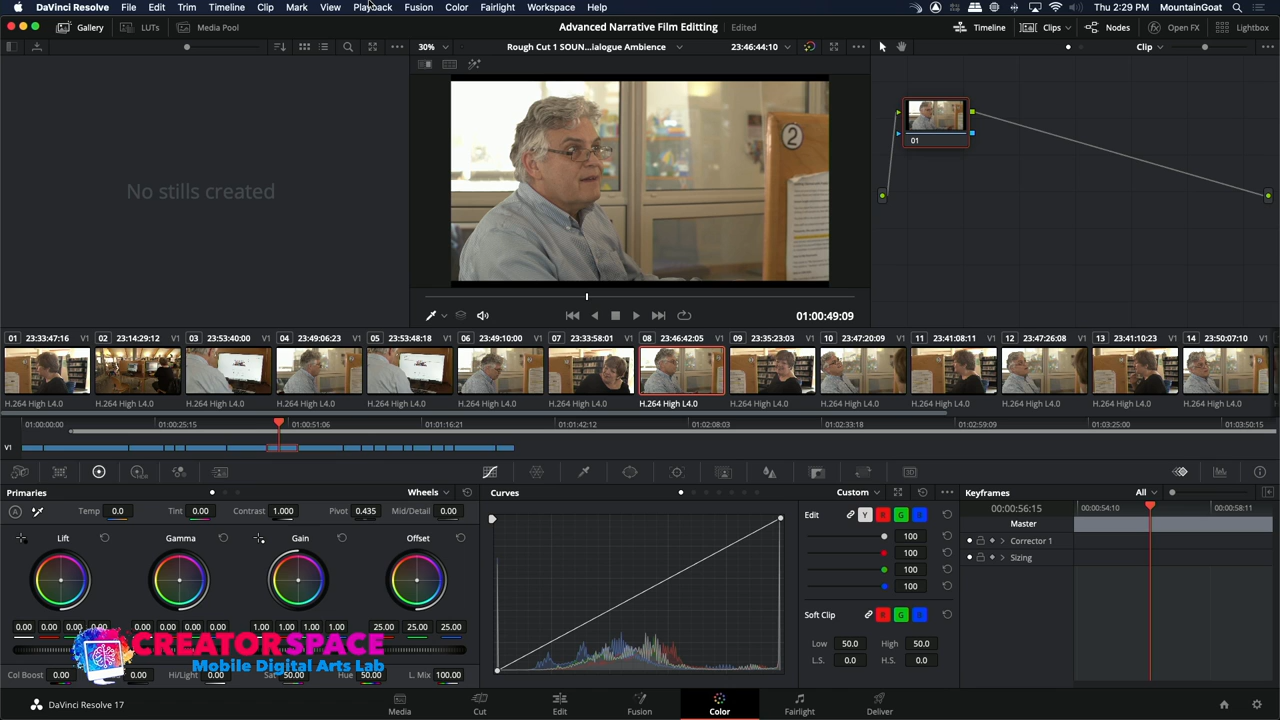 DaVinci Resolve File Edit Trim Timeline Clip Mark View Playback Fusion Color Fairlight Workspace Help Thu 2:29 PM MountainGoat
Gallery LUTs Media Pool Advanced Narrative Film Editting Edited Timeline Clips Nodes Open FX Lightbox
30% Rough Cut 1 SOUN...ialogue Ambience 23:46:44:10 Clip
No stills created
2
01
01:00:49:09
01 23:33:47:16 V1 02 23:14:29:12 V1 03 23:53:40:00 V1 04 23:49:06:23 V1 05 23:53:48:18 V1 06 23:49:10:00 V1 07 23:33:58:01 V1 08 23:46:42:05 V1 09 23:35:23:03 V1 10 23:47:20:09 V1 11 23:41:08:11 V1 12 23:47:26:08 V1 13 23:41:10:23 V1 14 23:50:07:10 V1
H.264 High L4.0 H.264 High L4.0 H.264 High L4.0 H.264 High L4.0 H.264 High L4.0 H.264 High L4.0 H.264 High L4.0 H.264 High L4.0 H.264 High L4.0 H.264 High L4.0 H.264 High L4.0 H.264 High L4.0 H.264 High L4.0 H.264 High L4.0
01:00:00:00 01:00:25:15 01:00:51:06 01:01:16:21 01:01:42:12 01:02:08:03 01:02:33:18 01:02:59:09 01:03:25:00 01:03:50:15
V1
Primaries Wheels Curves Custom Keyframes All
Temp 0.0 Tint 0.00 Contrast 1.000 Pivot 0.435 Mid/Detail 0.00
Edit Y R G B
00:00:56:15 00:00:54:10 00:00:58:11
Master
Lift Gamma Gain Offset
100
100
100
100
Corrector 1
Sizing
0.00 0.00 0.00 0.00 0.00 0.00 0.00 0.00 1.00 1.00 1.00 1.00 25.00 25.00 25.00
Soft Clip R G B
CREATORSPACE
Mobile Digital Arts Lab
Low 50.0 High 50.0
L.S. 0.0 H.S. 0.0
Col Boost 0.00 Hi/Light 0.00 Sat 50.00 Hue 50.00 L. Mix 100.00
DaVinci Resolve 17 Media Cut Edit Fusion Color Fairlight Deliver